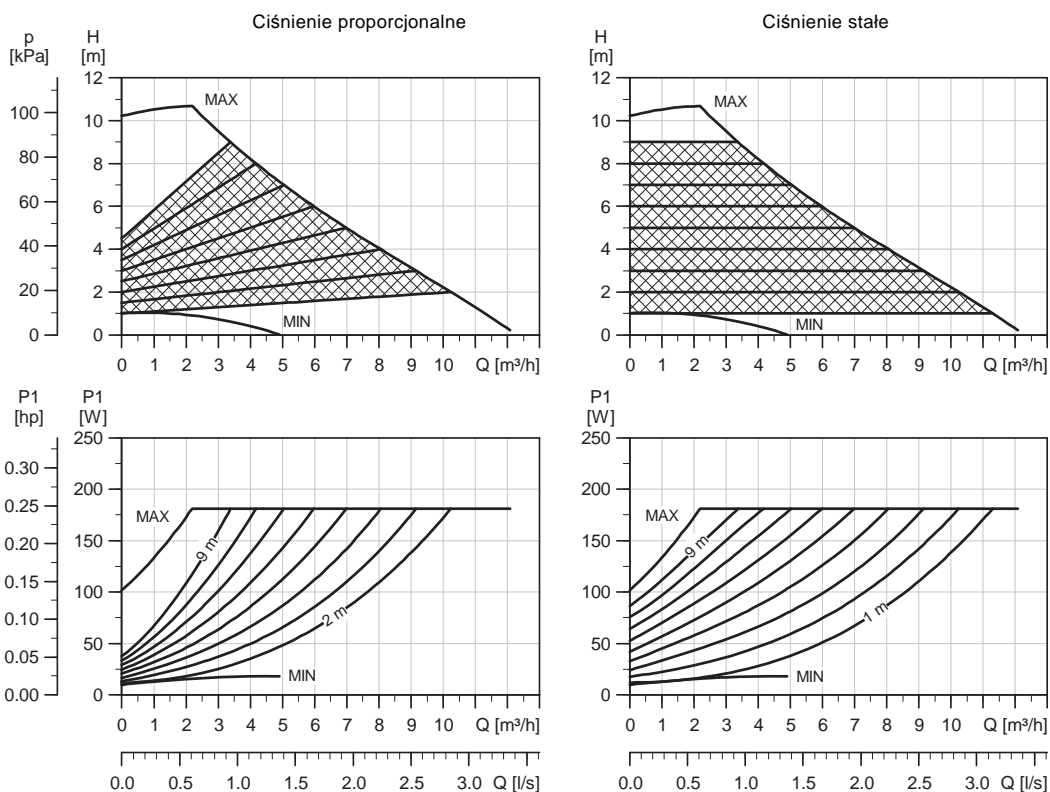 Ciśnienie proporcjonalne
Ciśnienie stałe
p
[kPa]
H
[m]
H
[m]
12
10
8
6
4
2
0
100
80
60
40
20
0
MAX
MIN
0 1 2 3 4 5 6 7 8 9 10 Q [m³/h]
12
10
8
6
4
2
0
MAX
MIN
0 1 2 3 4 5 6 7 8 9 10 Q [m³/h]
P1
[hp]
P1
[W]
P1
[W]
0.30
0.25
0.20
0.15
0.10
0.05
0.00
250
200
150
100
50
0
MAX
9 m
2 m
MIN
0 1 2 3 4 5 6 7 8 9 10 Q [m³/h]
0.0 0.5 1.0 1.5 2.0 2.5 3.0 Q [l/s]
250
200
150
100
50
0
MAX
9 m
1 m
MIN
0 1 2 3 4 5 6 7 8 9 10 Q [m³/h]
0.0 0.5 1.0 1.5 2.0 2.5 3.0 Q [l/s]